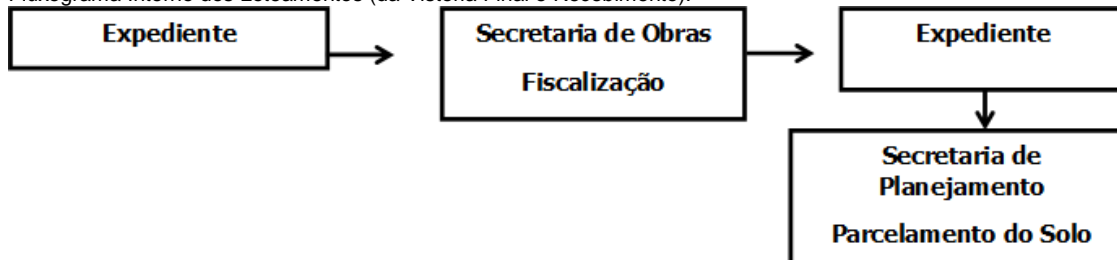 Fluxograma Interno dos Loteamentos (da Vistoria Final e Recebimento):
Expediente
Secretaria de Obras
Fiscalização
Expediente
Secretaria de
Planejamento
Parcelamento do Solo